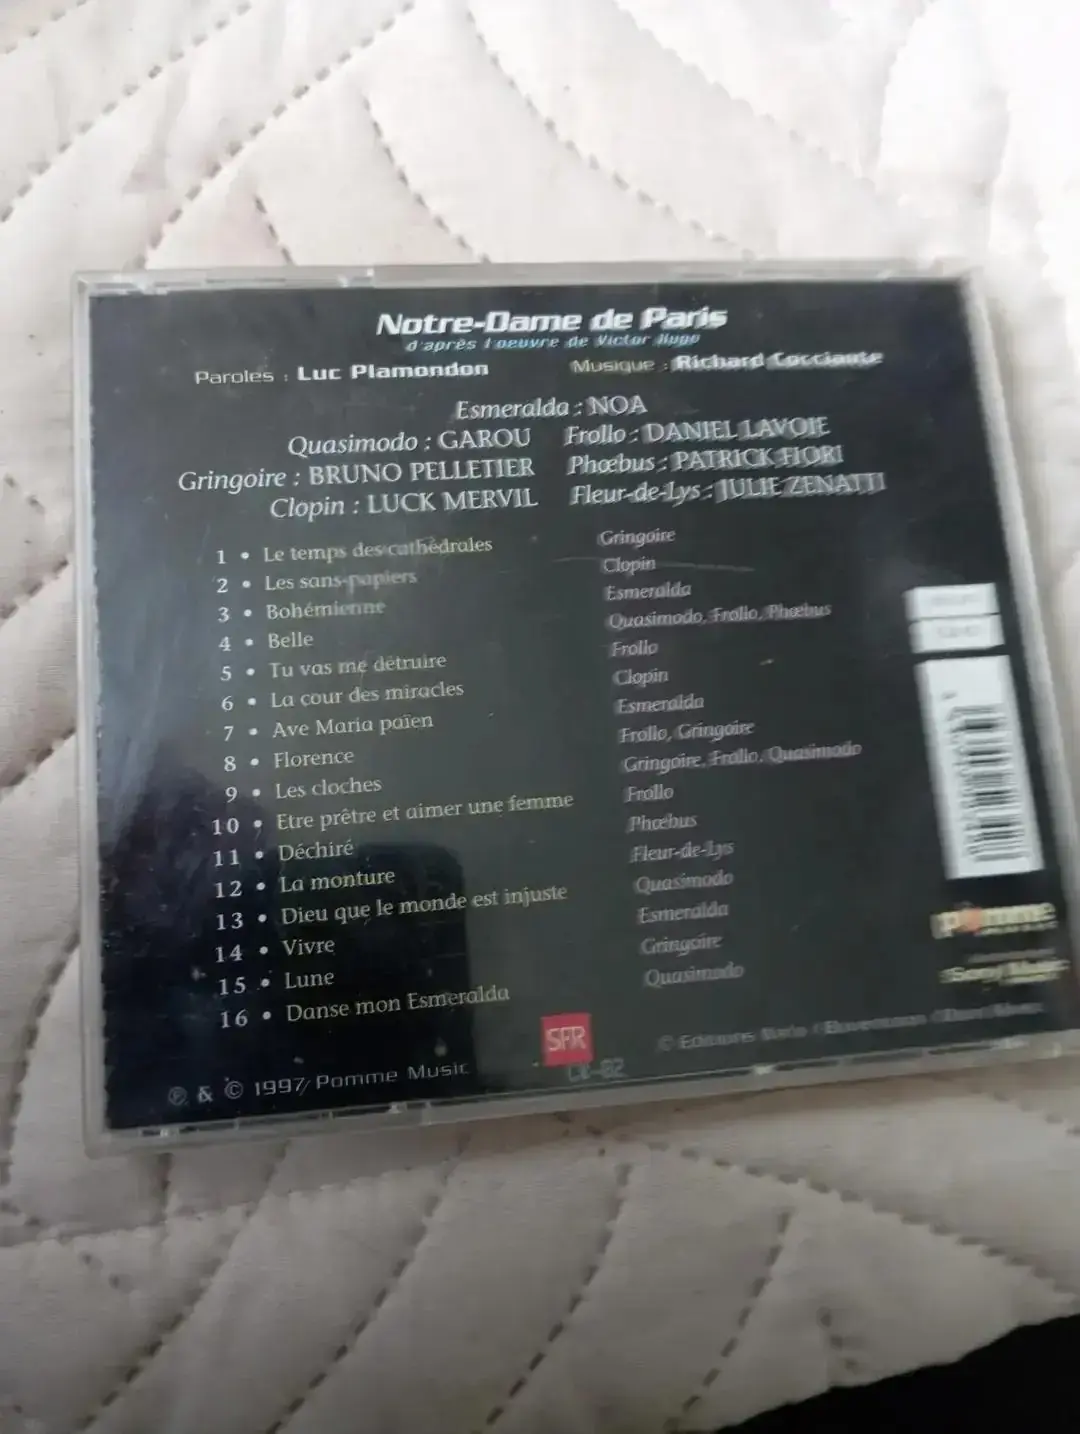 Notre-Dame de Paris
d'après l'oeuvre de Victor Hugo
Paroles : Luc Plamondon Musique : Richard Cocciante
Esmeralda : NOA
Quasimodo : GAROU Frollo : DANIEL LAVOIE
Gringoire : BRUNO PELLETIER Phœbus : PATRICK FIORI
Clopin : LUCK MERVIL Fleur-de-Lys : JULIE ZENATTI
1 • Le temps des cathédrales Gringoire
2 • Les sans-papiers Clopin
3 • Bohémienne Esmeralda
4 • Belle Quasimodo, Frollo, Phœbus
5 • Tu vas me détruire Frollo
6 • La cour des miracles Clopin
7 • Ave Maria païen Esmeralda
8 • Florence Frollo, Gringoire
9 • Les cloches Gringoire, Frollo, Quasimodo
10 • Etre prêtre et aimer une femme Frollo
11 • Déchiré Phœbus
12 • La monture Fleur-de-Lys
13 • Dieu que le monde est injuste Quasimodo
14 • Vivre Esmeralda
15 • Lune Gringoire
16 • Danse mon Esmeralda Quasimodo
Pomme
Sony Music
SFR
℗ & © 1997/Pomme Music
© Editions